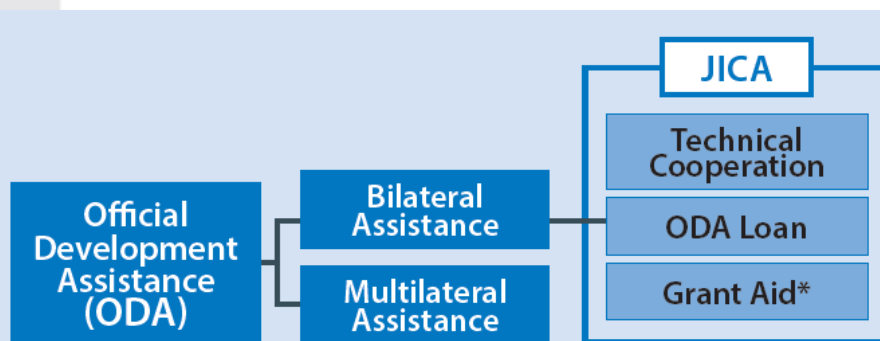 JICA
Technical
Cooperation
ODA Loan
Grant Aid*
Bilateral
Assistance
Multilateral
Assistance
Official
Development
Assistance
(ODA)